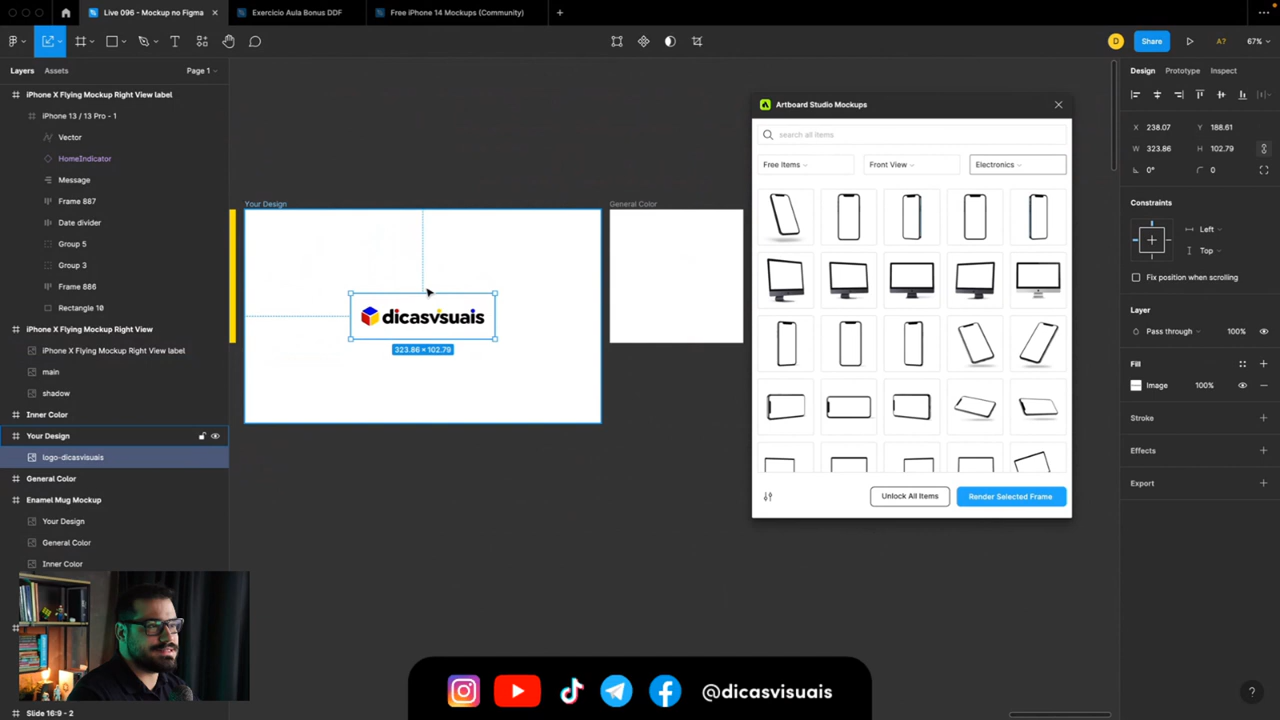 Live 096 - Mockup no Figma
Exercício Aula Bonus DDF
Free iPhone 14 Mockups (Community)
D
Share
A?
67%
Layers
Assets
Page 1
iPhone X Flying Mockup Right View label
iPhone 13 / 13 Pro - 1
Vector
HomeIndicator
Message
Frame 887
Date divider
Group 5
Group 3
Frame 886
Rectangle 10
iPhone X Flying Mockup Right View
iPhone X Flying Mockup Right View label
main
shadow
Inner Color
Your Design
logo-dicasvisuais
General Color
Enamel Mug Mockup
Your Design
General Color
Inner Color
Slide 16:9 - 2
Your Design
dicasvisuais
323.86 × 102.79
General Color
Artboard Studio Mockups
search all items
Free Items
Front View
Electronics
Unlock All Items
Render Selected Frame
Design
Prototype
Inspect
X 238.07
Y 188.61
W 323.86
H 102.79
0°
0
Constraints
Left
Top
Fix position when scrolling
Layer
Pass through
100%
Fill
Image
100%
Stroke
Effects
Export
?
@dicasvisuais